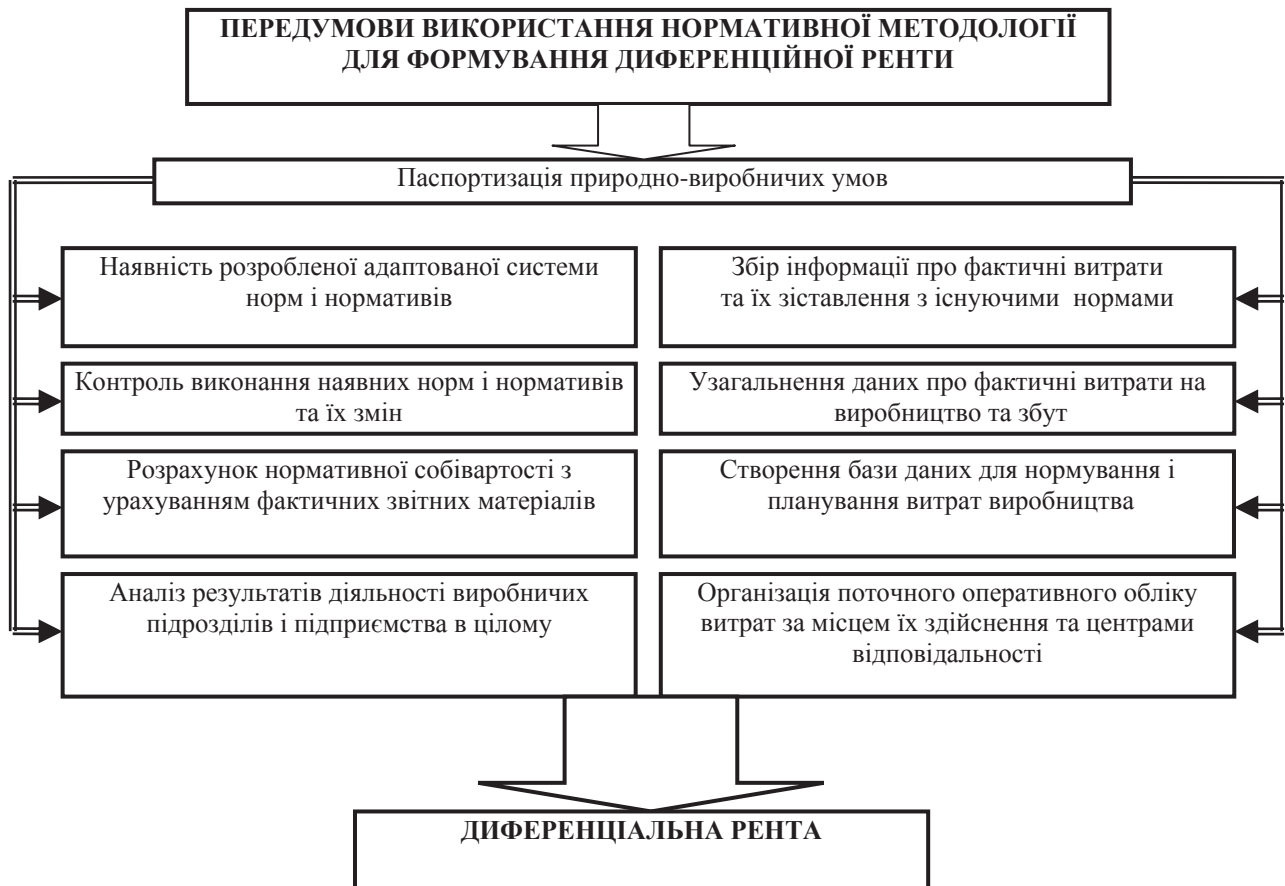 ПЕРЕДУМОВИ ВИКОРИСТАННЯ НОРМАТИВНОЇ МЕТОДОЛОГІЇ
ДЛЯ ФОРМУВАННЯ ДИФЕРЕНЦІЙНОЇ РЕНТИ
Паспортизація природно-виробничих умов
Наявність розробленої адаптованої системи
норм і нормативів
Збір інформації про фактичні витрати
та їх зіставлення з існуючими нормами
Контроль виконання наявних норм і нормативів
та їх змін
Узагальнення даних про фактичні витрати на
виробництво та збут
Розрахунок нормативної собівартості з
урахуванням фактичних звітних матеріалів
Створення бази даних для нормування і
планування витрат виробництва
Аналіз результатів діяльності виробничих
підрозділів і підприємства в цілому
Організація поточного оперативного обліку
витрат за місцем їх здійснення та центрами
відповідальності
ДИФЕРЕНЦІАЛЬНА РЕНТА